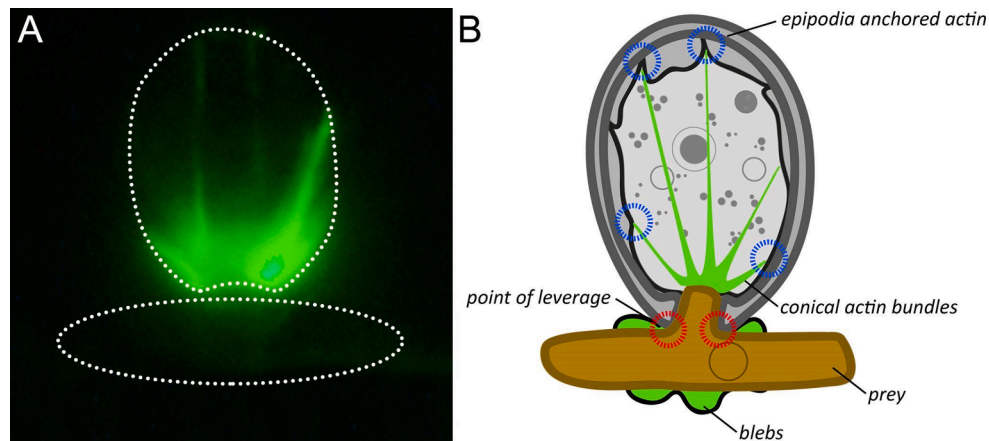 A
B
epipodia anchored actin
point of leverage
conical actin bundles
prey
blebs